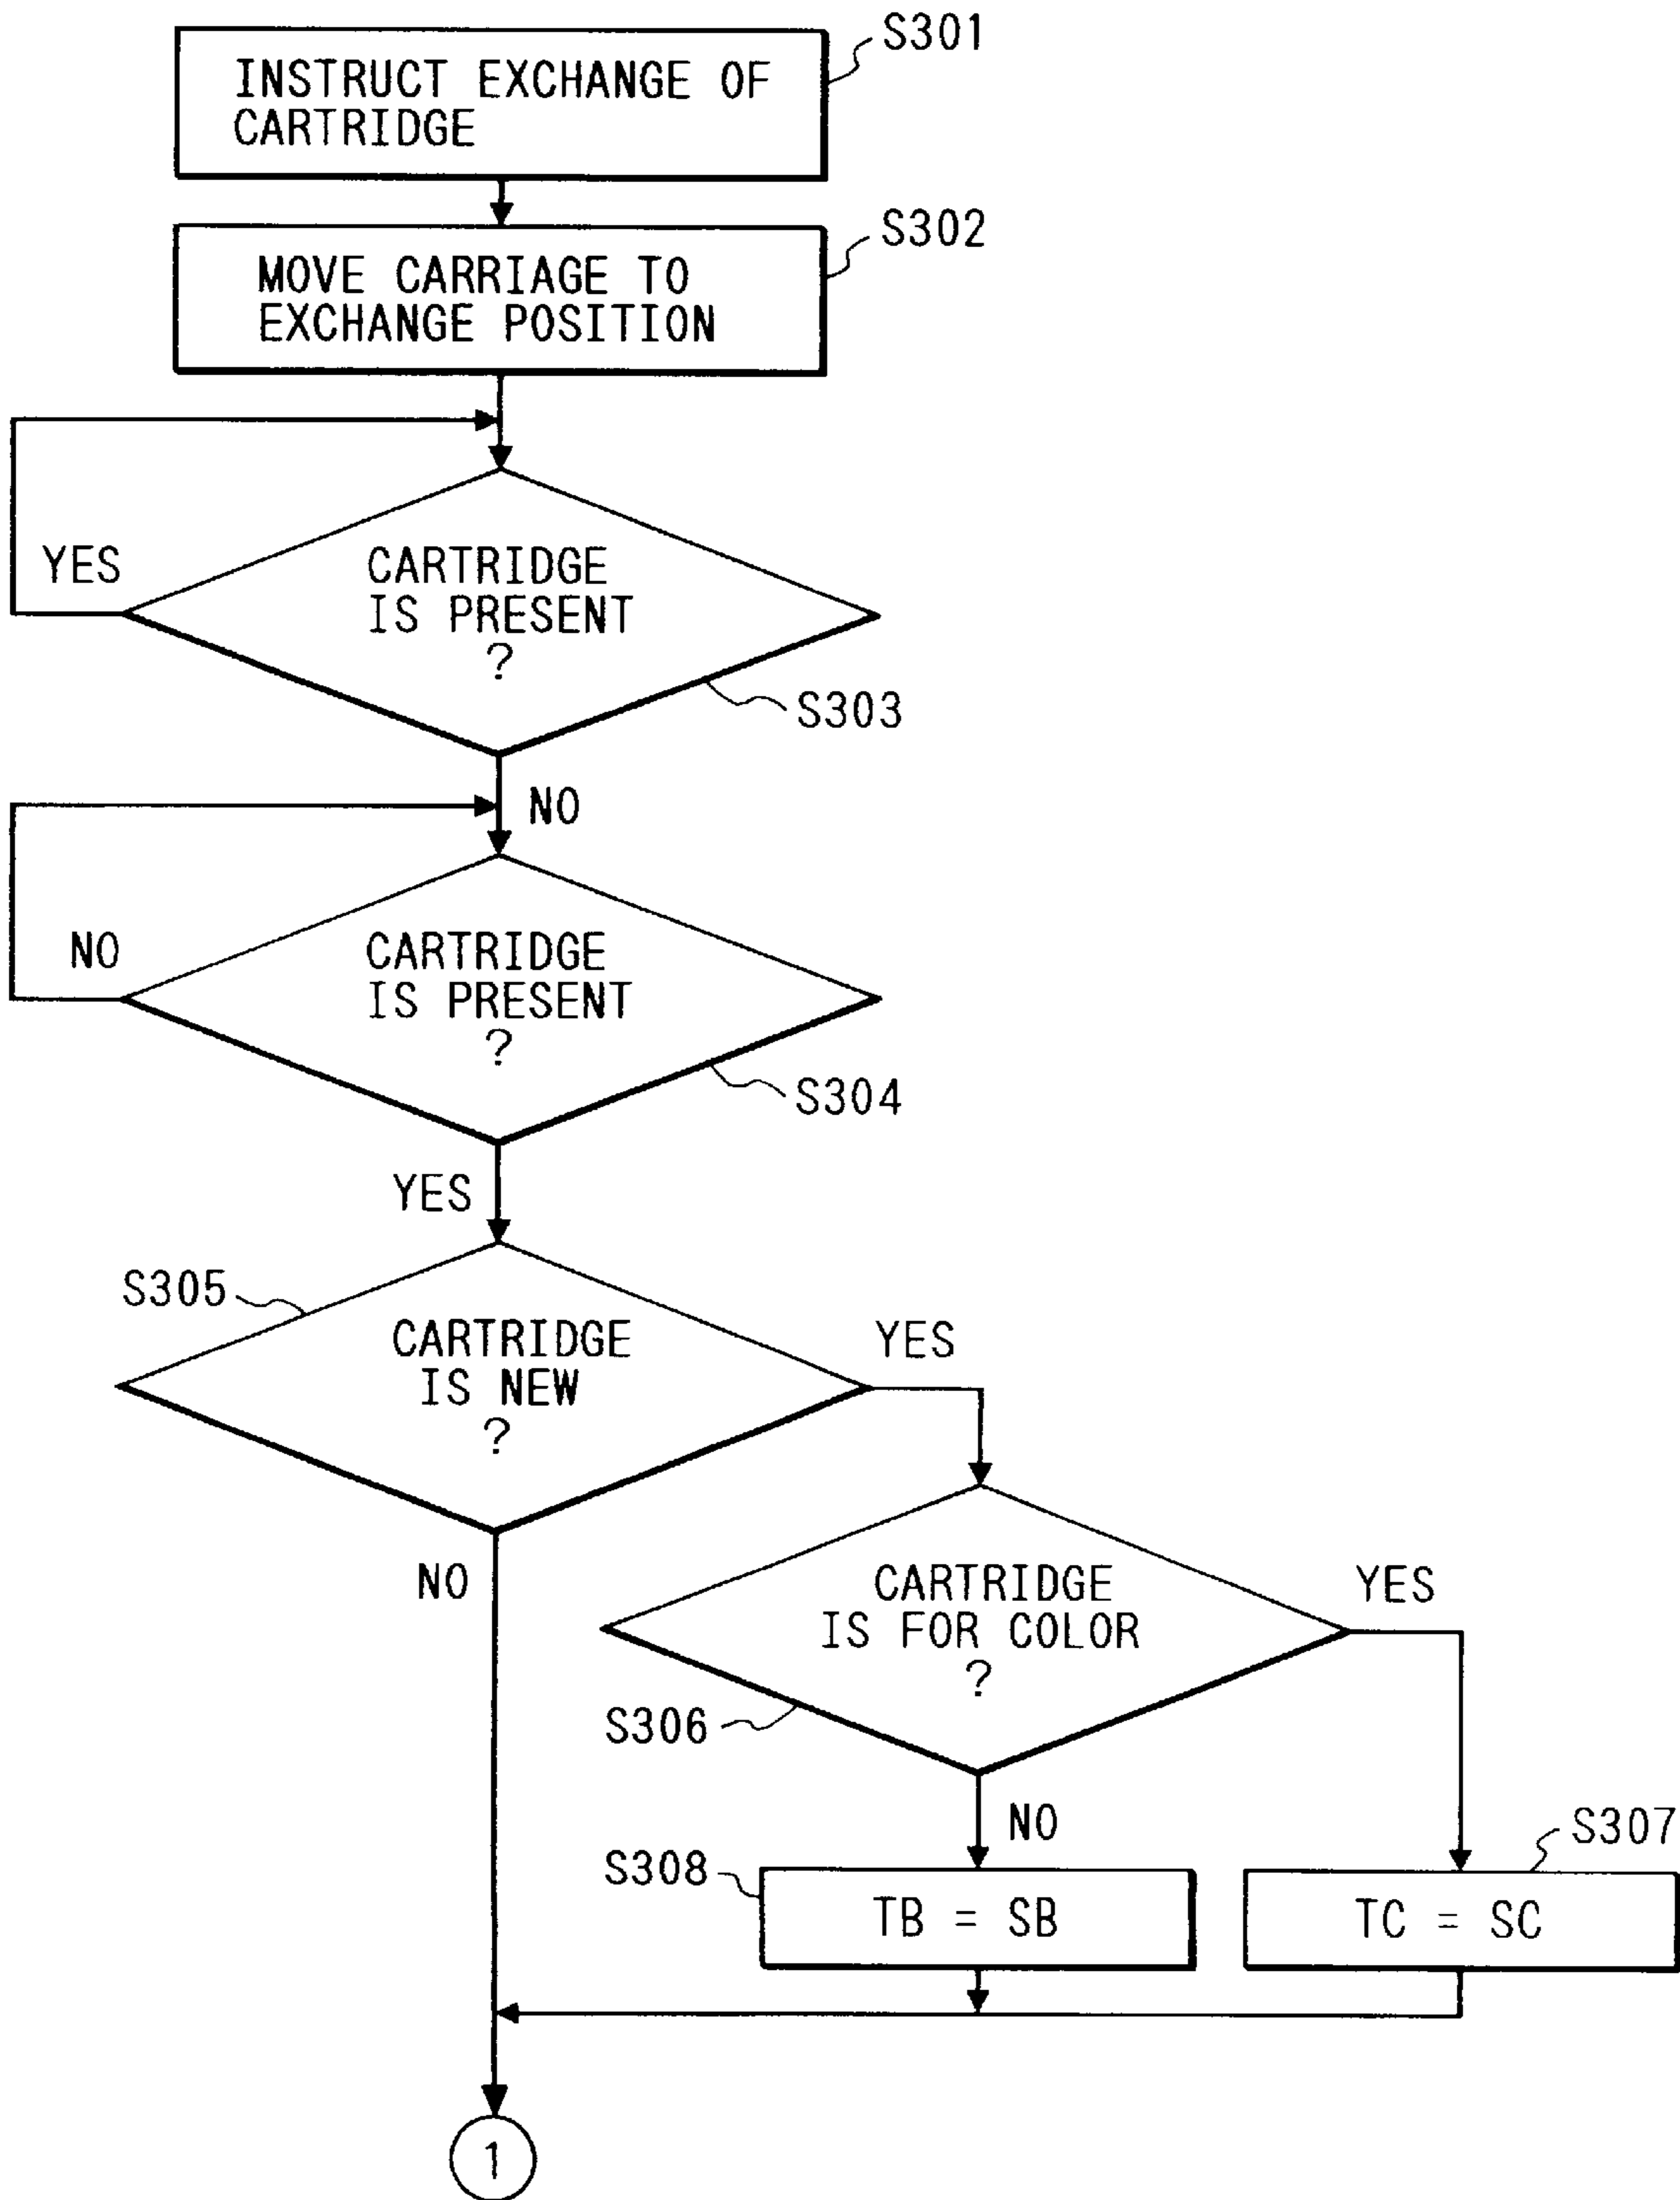 S301
INSTRUCT EXCHANGE OF
CARTRIDGE
S302
MOVE CARRIAGE TO
EXCHANGE POSITION
YES
CARTRIDGE
IS PRESENT
?
S303
NO
NO
CARTRIDGE
IS PRESENT
?
S304
YES
S305
CARTRIDGE
IS NEW
?
YES
NO
CARTRIDGE
IS FOR COLOR
?
YES
S306
NO
S308
TB = SB
S307
TC = SC
1